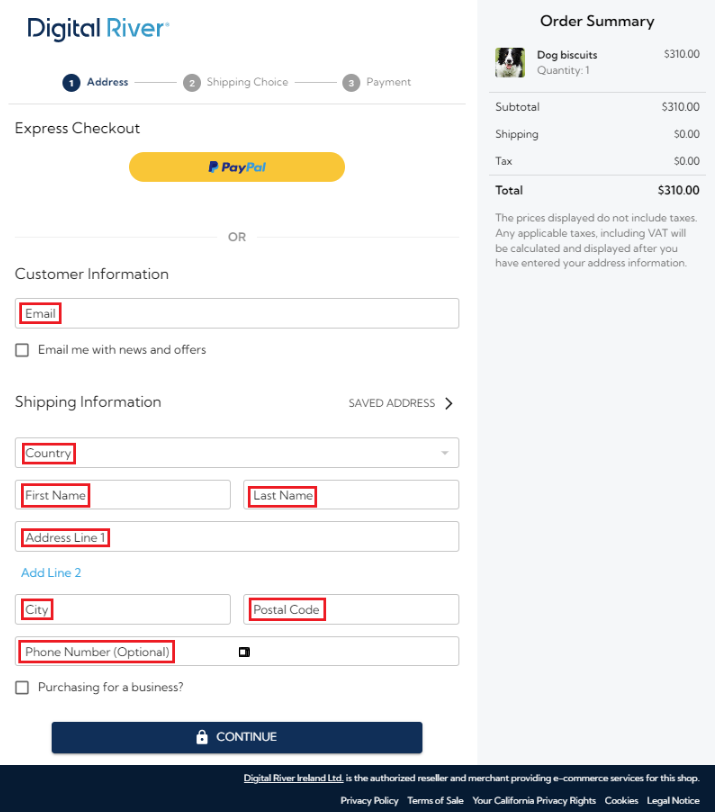 Digital River®
1 Address 2 Shipping Choice 3 Payment
Express Checkout
PayPal
OR
Customer Information
Email
Email me with news and offers
Shipping Information
SAVED ADDRESS
Country
First Name
Last Name
Address Line 1
Add Line 2
City
Postal Code
Phone Number (Optional)
Purchasing for a business?
CONTINUE
Order Summary
Dog biscuits $310.00
Quantity: 1
Subtotal $310.00
Shipping $0.00
Tax $0.00
Total $310.00
The prices displayed do not include taxes.
Any applicable taxes, including VAT will
be calculated and displayed after you
have entered your address information.
Digital River Ireland Ltd. is the authorized reseller and merchant providing e-commerce services for this shop.
Privacy Policy Terms of Sale Your California Privacy Rights Cookies Legal Notice